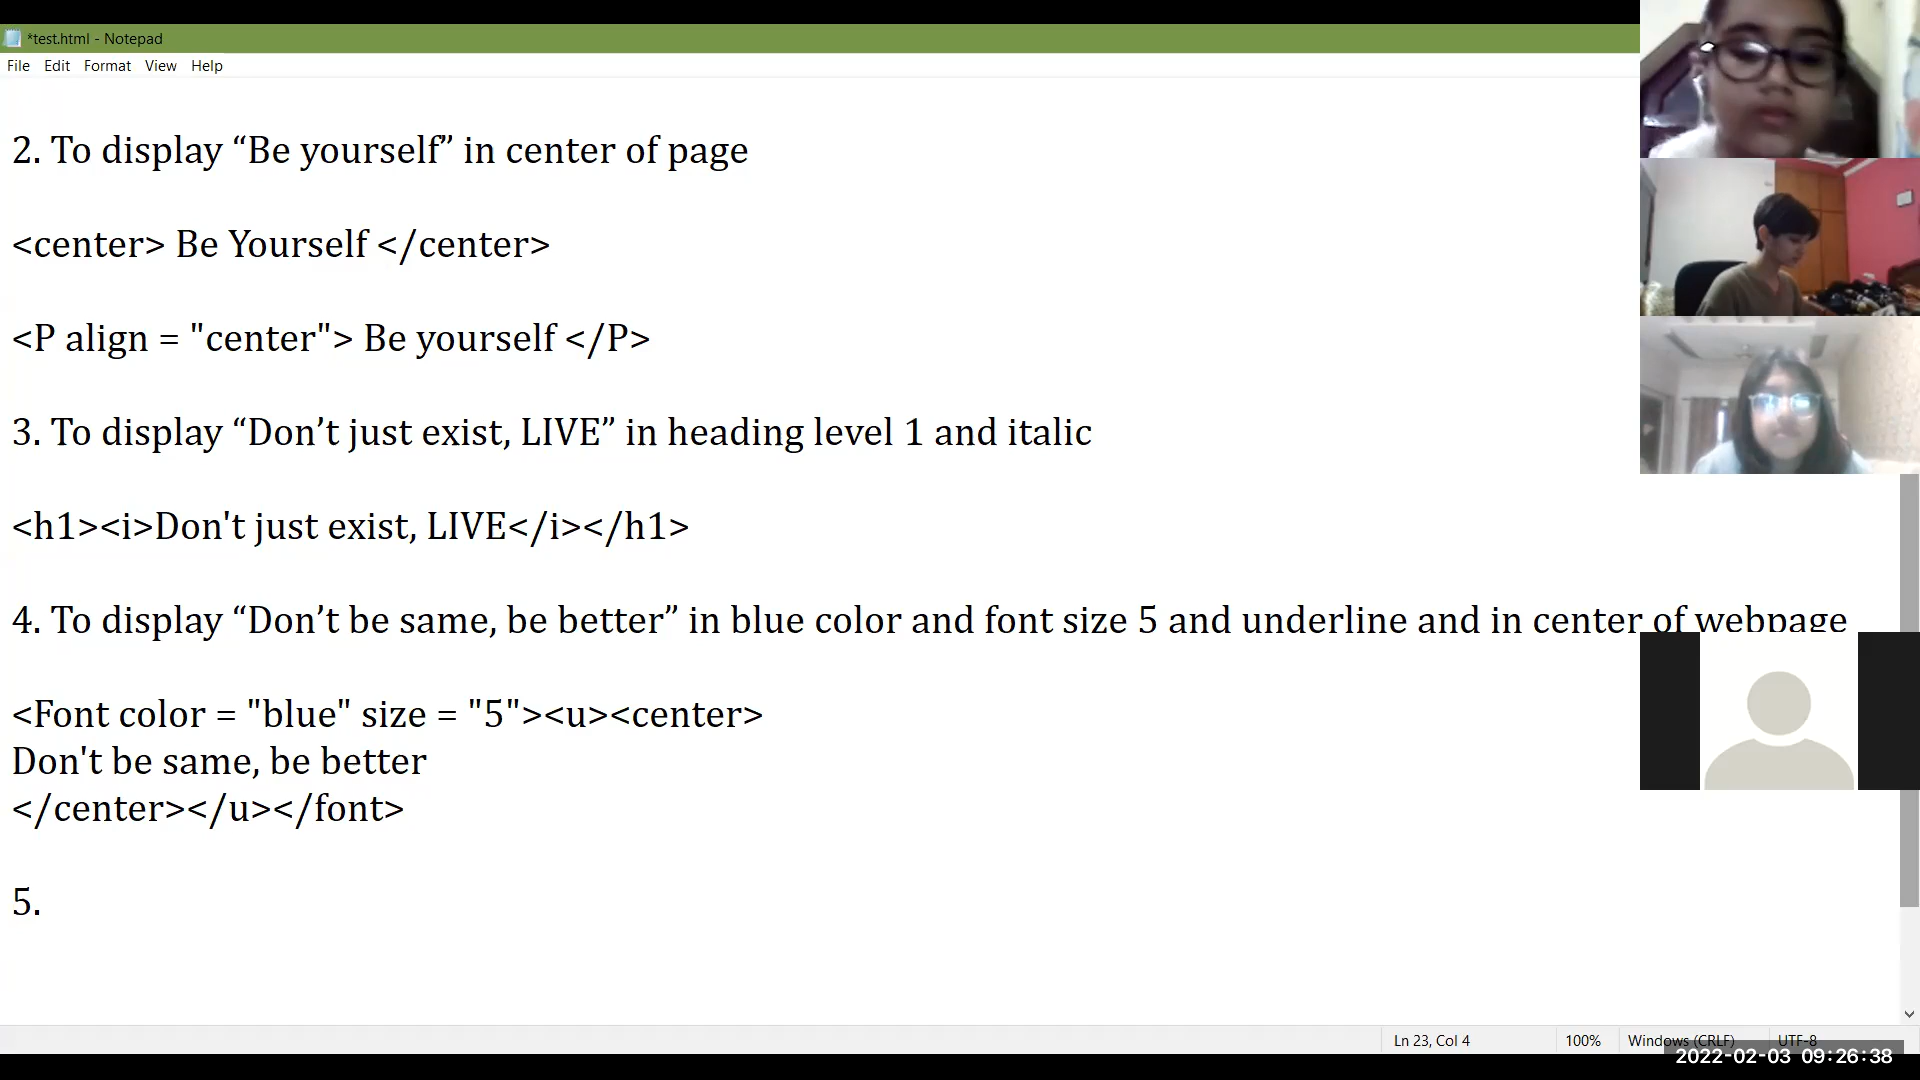 *test.html - Notepad
File Edit Format View Help
2. To display “Be yourself” in center of page
<center> Be Yourself </center>
<P align = "center"> Be yourself </P>
3. To display “Don’t just exist, LIVE” in heading level 1 and italic
<h1><i>Don't just exist, LIVE</i></h1>
4. To display “Don’t be same, be better” in blue color and font size 5 and underline and in center of webpage
<Font color = "blue" size = "5"><u><center>
Don't be same, be better
</center></u></font>
5.
Ln 23, Col 4 100% Windows (CRLF) UTF-8
2022-02-03 09:26:38